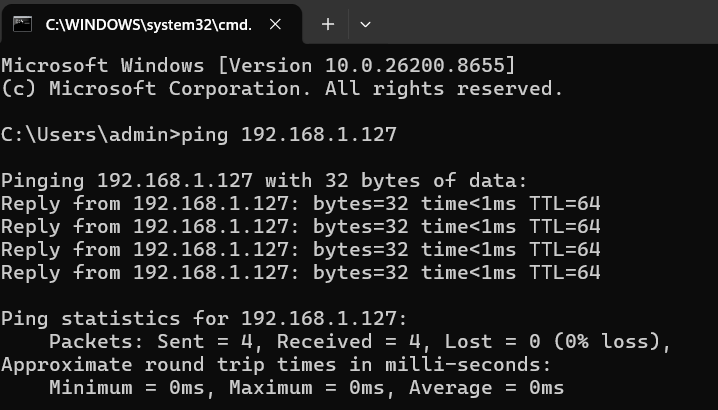 C:\WINDOWS\system32\cmd.
Microsoft Windows [Version 10.0.26200.8655]
(c) Microsoft Corporation. All rights reserved.
C:\Users\admin>ping 192.168.1.127
Pinging 192.168.1.127 with 32 bytes of data:
Reply from 192.168.1.127: bytes=32 time<1ms TTL=64
Reply from 192.168.1.127: bytes=32 time<1ms TTL=64
Reply from 192.168.1.127: bytes=32 time<1ms TTL=64
Reply from 192.168.1.127: bytes=32 time<1ms TTL=64
Ping statistics for 192.168.1.127:
    Packets: Sent = 4, Received = 4, Lost = 0 (0% loss),
Approximate round trip times in milli-seconds:
    Minimum = 0ms, Maximum = 0ms, Average = 0ms